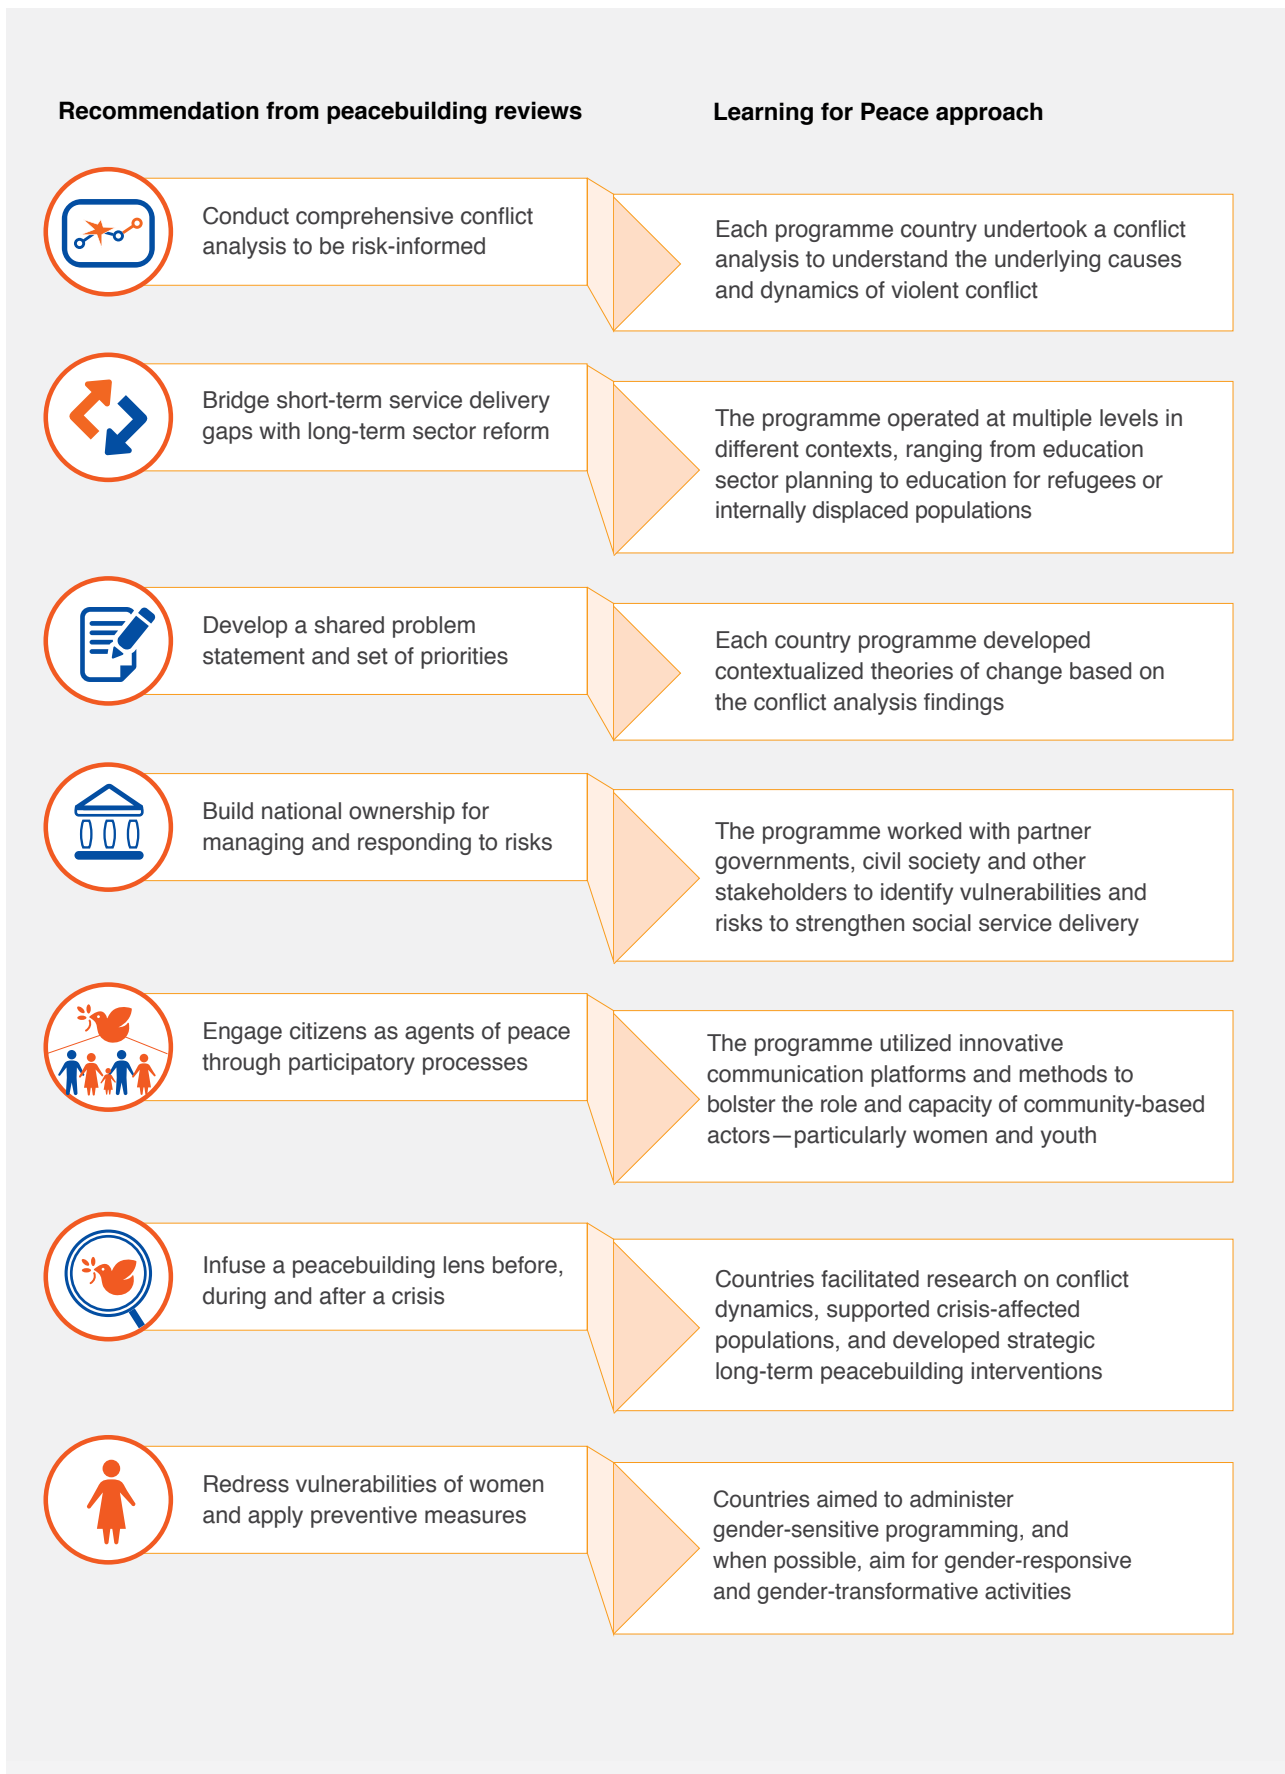 Recommendation from peacebuilding reviews
Learning for Peace approach
Conduct comprehensive conflict
analysis to be risk-informed
Each programme country undertook a conflict
analysis to understand the underlying causes
and dynamics of violent conflict
Bridge short-term service delivery
gaps with long-term sector reform
The programme operated at multiple levels in
different contexts, ranging from education
sector planning to education for refugees or
internally displaced populations
Develop a shared problem
statement and set of priorities
Each country programme developed
contextualized theories of change based on
the conflict analysis findings
Build national ownership for
managing and responding to risks
The programme worked with partner
governments, civil society and other
stakeholders to identify vulnerabilities and
risks to strengthen social service delivery
Engage citizens as agents of peace
through participatory processes
The programme utilized innovative
communication platforms and methods to
bolster the role and capacity of community-based
actors—particularly women and youth
Infuse a peacebuilding lens before,
during and after a crisis
Countries facilitated research on conflict
dynamics, supported crisis-affected
populations, and developed strategic
long-term peacebuilding interventions
Redress vulnerabilities of women
and apply preventive measures
Countries aimed to administer
gender-sensitive programming, and
when possible, aim for gender-responsive
and gender-transformative activities